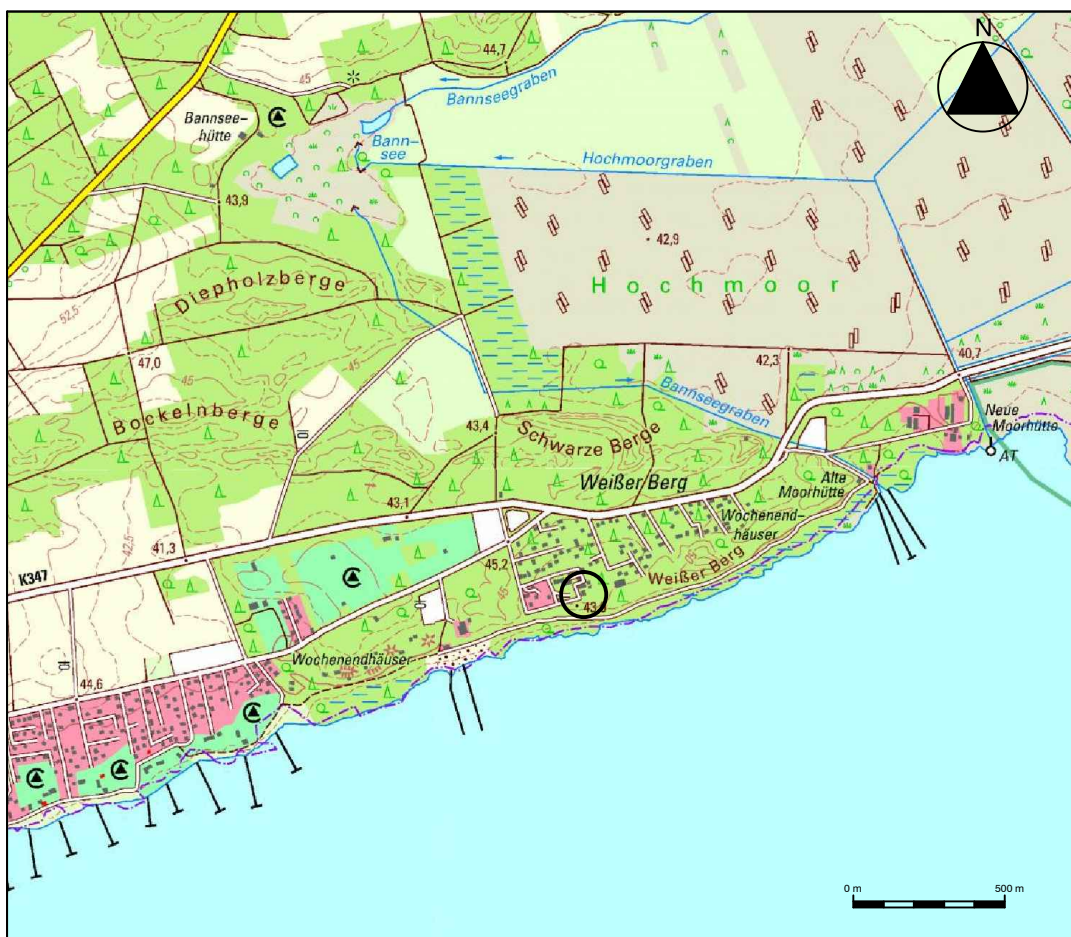 N
44,7
45
Bannseegraben
Bannsee-
hütte
Bann-
see
Hochmoorgraben
43,9
42,9
Diepholzberge
Hochmoor
52,5
47,0
45
42,3
40,7
Bannseegraben
Bockelnberge
43,4
Schwarze Berge
Neue
Moorhütte
AT
Weißer Berg
Alte
Moorhütte
43,1
Wochenend-
häuser
42,5
41,3
45,2
Weißer Berg
45
K347
45
Wochenendhäuser
44,6
0 m
500 m